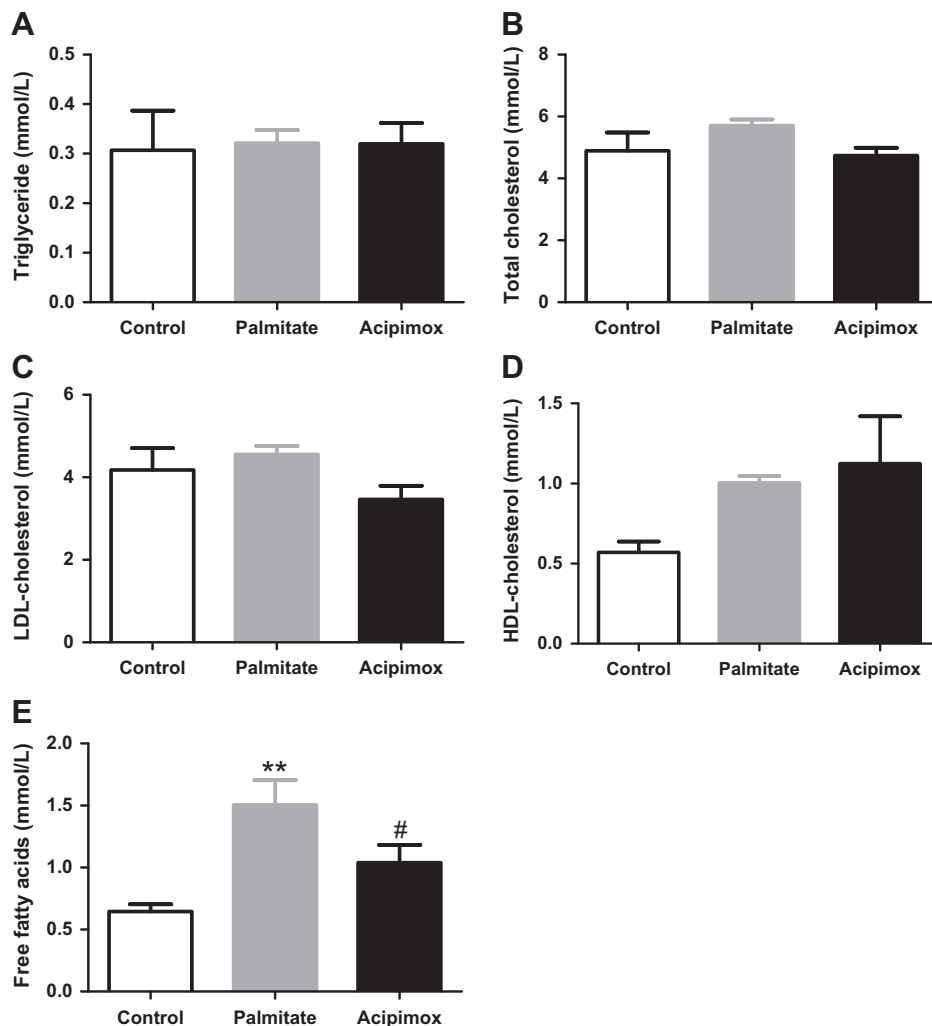 A
Triglyceride (mmol/L)
0.5
0.4
0.3
0.2
0.1
0.0
Control Palmitate Acipimox
B
Total cholesterol (mmol/L)
8
6
4
2
0
Control Palmitate Acipimox
C
LDL-cholesterol (mmol/L)
6
4
2
0
Control Palmitate Acipimox
D
HDL-cholesterol (mmol/L)
1.5
1.0
0.5
0.0
Control Palmitate Acipimox
E
Free fatty acids (mmol/L)
2.0
1.5
1.0
0.5
0.0
**
#
Control Palmitate Acipimox